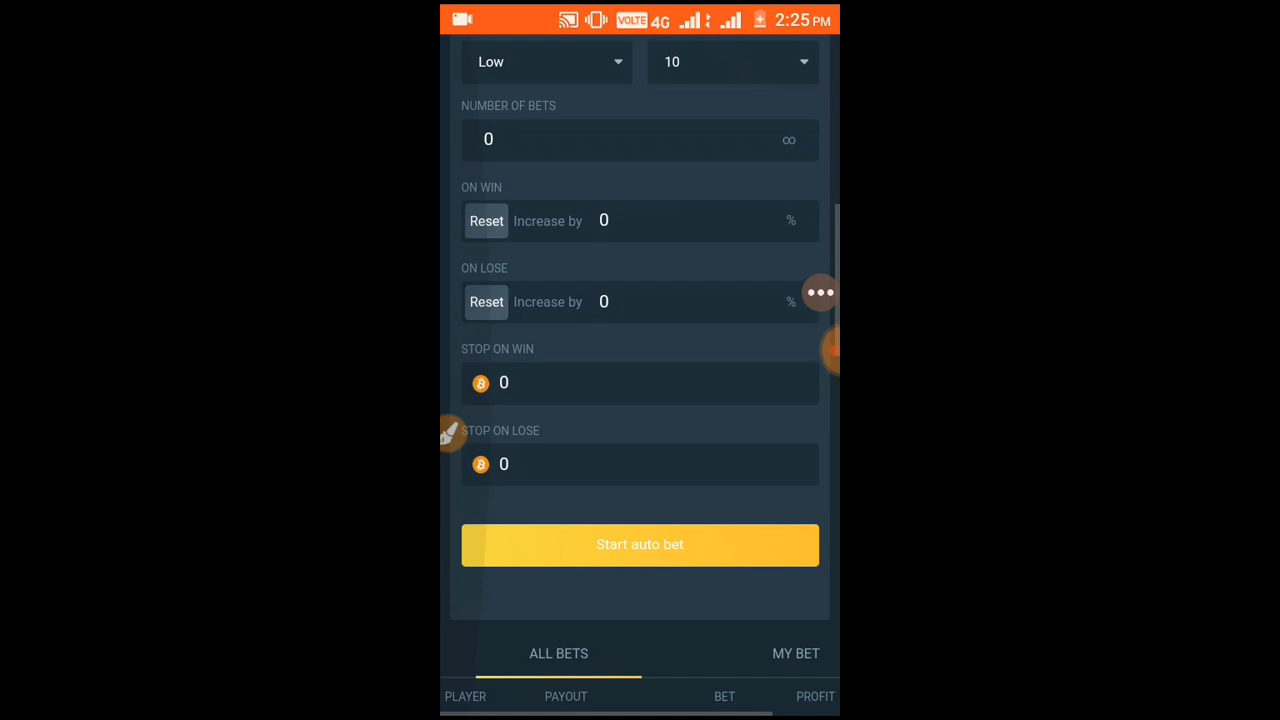 VOLTE 4G 2:25 PM
Low 10
NUMBER OF BETS
0 ∞
ON WIN
Reset Increase by 0 %
ON LOSE
Reset Increase by 0 %
STOP ON WIN
0
STOP ON LOSE
0
Start auto bet
ALL BETS MY BET
PLAYER PAYOUT BET PROFIT